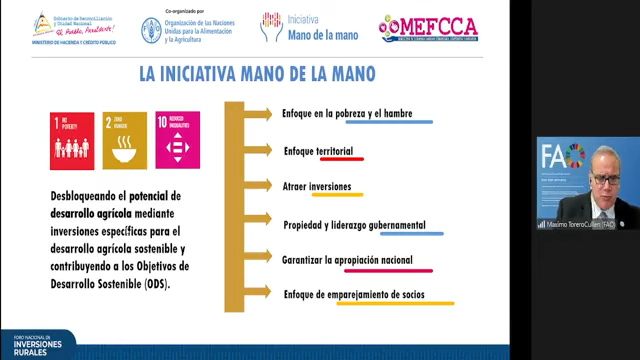 Gobierno de Reconciliación
y Unidad Nacional
El Pueblo, Presidente!
MINISTERIO DE HACIENDA Y CRÉDITO PÚBLICO
Co-organizado por
FAO
Organización de las Naciones
Unidas para la Alimentación
y la Agricultura
Iniciativa
Mano de la mano
MEFCCA
LA INICIATIVA MANO DE LA MANO
1 NO
POVERTY
2 ZERO
HUNGER
10 REDUCED
INEQUALITIES
Desbloqueando el potencial de
desarrollo agrícola mediante
inversiones específicas para el
desarrollo agrícola sostenible y
contribuyendo a los Objetivos de
Desarrollo Sostenible (ODS).
Enfoque en la pobreza y el hambre
Enfoque territorial
Atraer inversiones
Propiedad y liderazgo gubernamental
Garantizar la apropiación nacional
Enfoque de emparejamiento de socios
FAO
Maximo ToreroCullen (FAO)
FORO NACIONAL DE
INVERSIONES
RURALES